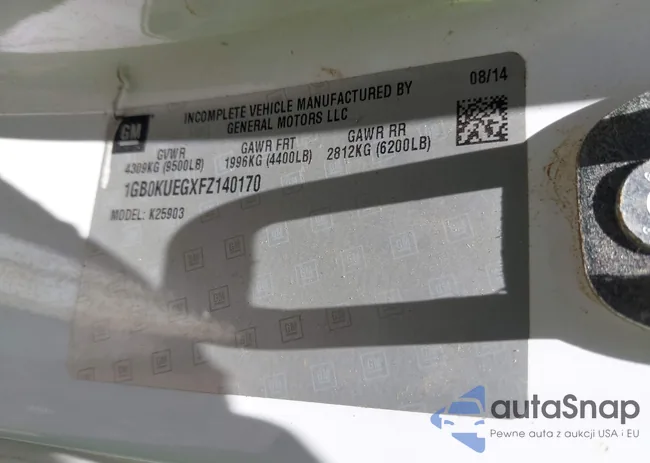 08/14
GM
INCOMPLETE VEHICLE MANUFACTURED BY
GENERAL MOTORS LLC
GVWR GAWR FRT GAWR RR
4309KG (9500LB) 1996KG (4400LB) 2812KG (6200LB)
1GB0KUEGXFZ140170
MODEL: K25903
autaSnap
Pewne auta z aukcji USA i EU